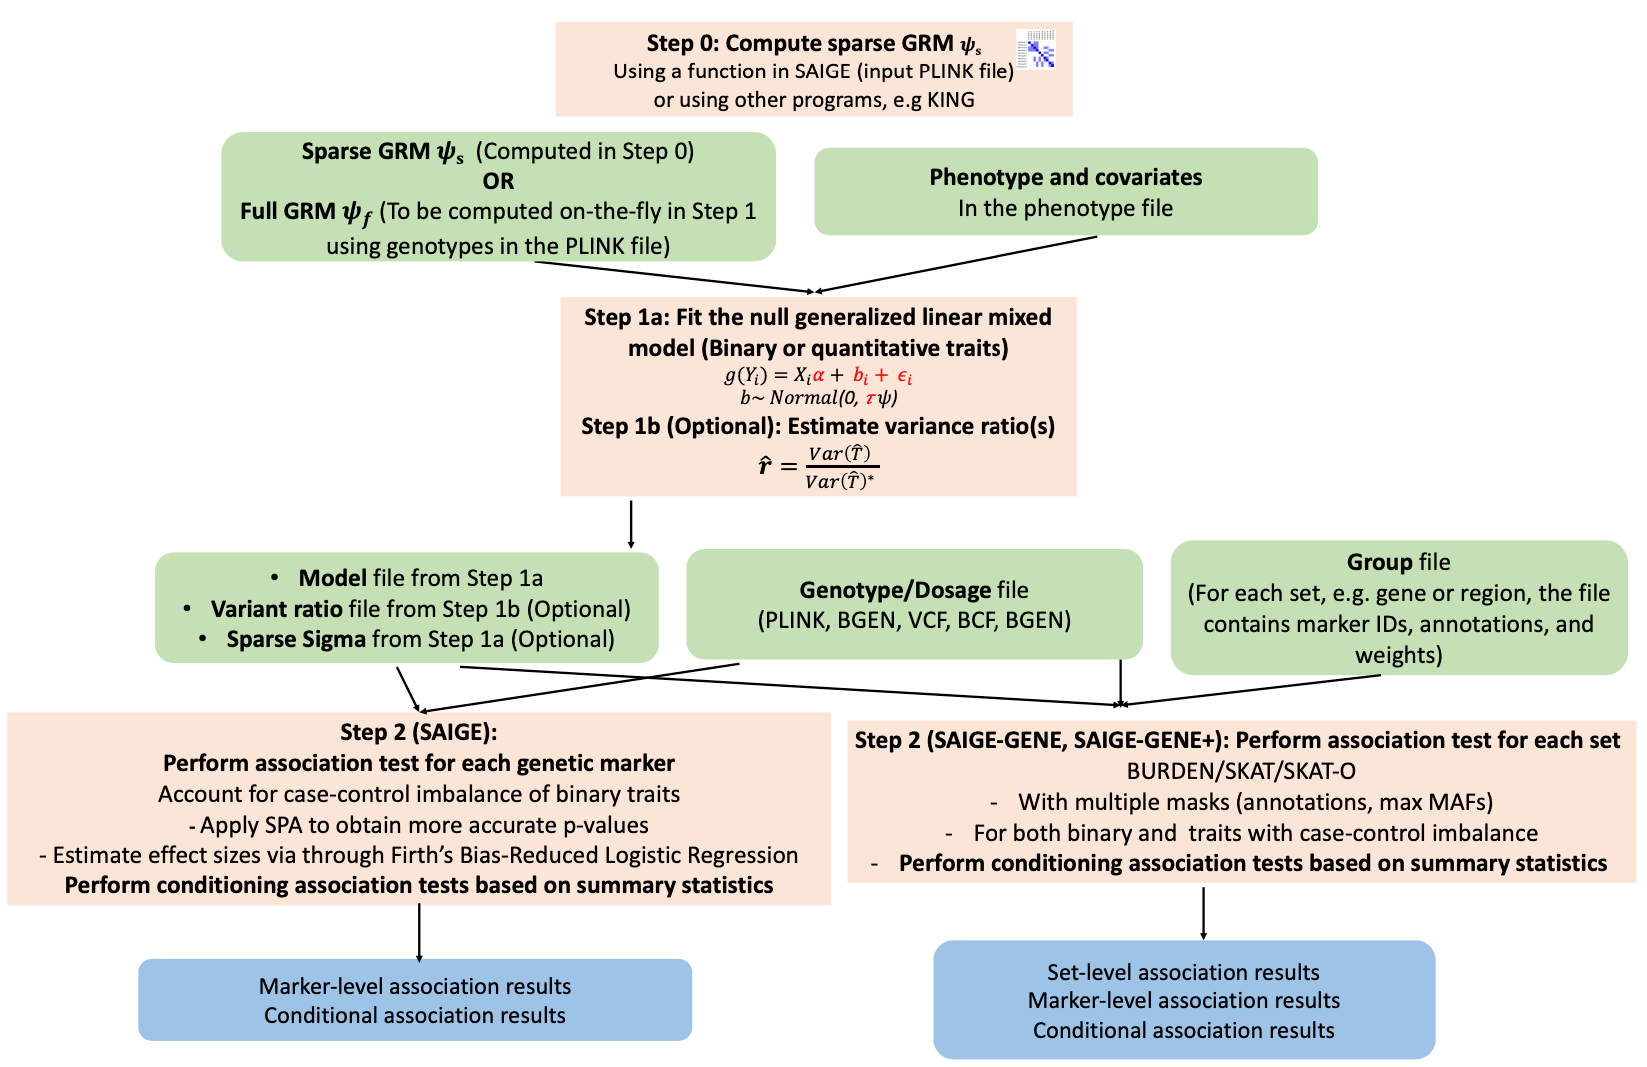 Step 0: Compute sparse GRM ψs
Using a function in SAIGE (input PLINK file)
or using other programs, e.g KING
Sparse GRM ψs (Computed in Step 0)
OR
Full GRM ψf (To be computed on-the-fly in Step 1
using genotypes in the PLINK file)
Phenotype and covariates
In the phenotype file
Step 1a: Fit the null generalized linear mixed
model (Binary or quantitative traits)
g(Yi) = Xiα + bi + ϵi
b~ Normal(0, τψ)
Step 1b (Optional): Estimate variance ratio(s)
r̂ = Var(T̂) / Var(T̂)*
• Model file from Step 1a
• Variant ratio file from Step 1b (Optional)
• Sparse Sigma from Step 1a (Optional)
Genotype/Dosage file
(PLINK, BGEN, VCF, BCF, BGEN)
Group file
(For each set, e.g. gene or region, the file
contains marker IDs, annotations, and
weights)
Step 2 (SAIGE):
Perform association test for each genetic marker
Account for case-control imbalance of binary traits
- Apply SPA to obtain more accurate p-values
- Estimate effect sizes via through Firth’s Bias-Reduced Logistic Regression
Perform conditioning association tests based on summary statistics
Step 2 (SAIGE-GENE, SAIGE-GENE+): Perform association test for each set
BURDEN/SKAT/SKAT-O
- With multiple masks (annotations, max MAFs)
- For both binary and traits with case-control imbalance
- Perform conditioning association tests based on summary statistics
Marker-level association results
Conditional association results
Set-level association results
Marker-level association results
Conditional association results